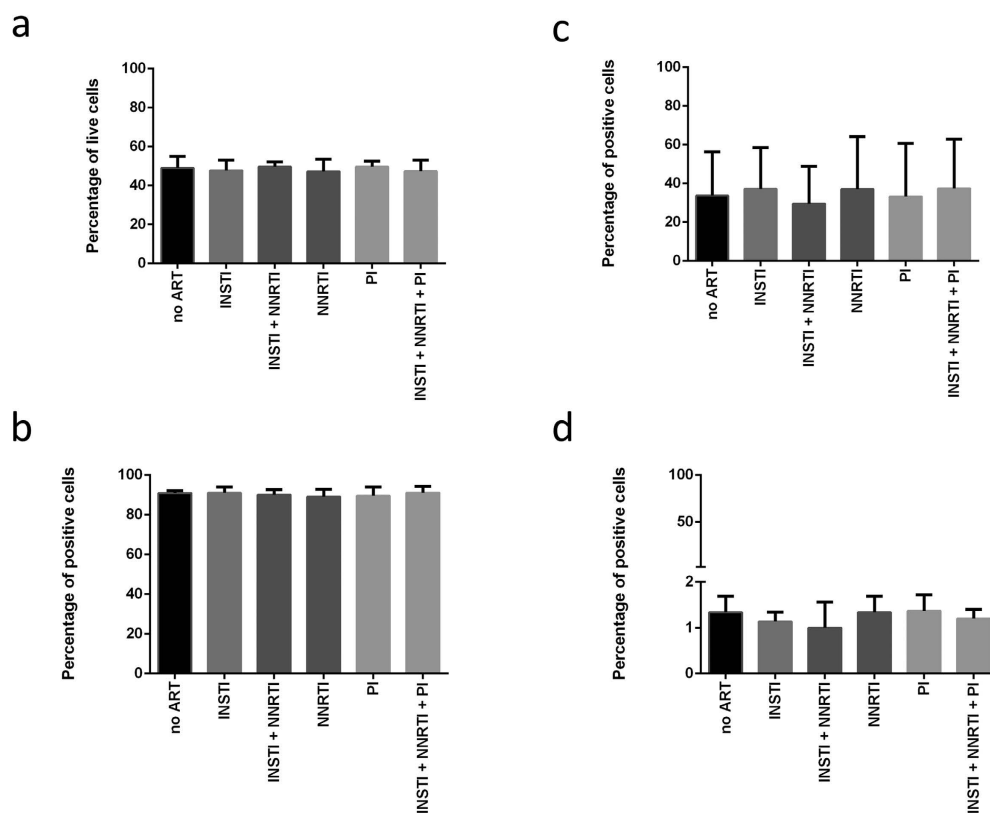 a
Percentage of live cells
100
80
60
40
20
0
no ART
INSTI
INSTI + NNRTI
NNRTI
PI
INSTI + NNRTI + PI
b
Percentage of positive cells
100
80
60
40
20
0
no ART
INSTI
INSTI + NNRTI
NNRTI
PI
INSTI + NNRTI + PI
c
Percentage of positive cells
100
80
60
40
20
0
no ART
INSTI
INSTI + NNRTI
NNRTI
PI
INSTI + NNRTI + PI
d
Percentage of positive cells
100
50
2
1
0
no ART
INSTI
INSTI + NNRTI
NNRTI
PI
INSTI + NNRTI + PI